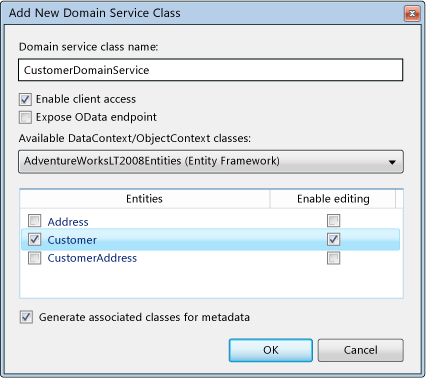 Add New Domain Service Class
Domain service class name:
CustomerDomainService
Enable client access
Expose OData endpoint
Available DataContext/ObjectContext classes:
AdventureWorksLT2008Entities (Entity Framework)
Entities Enable editing
Address
Customer
CustomerAddress
Generate associated classes for metadata
OK Cancel